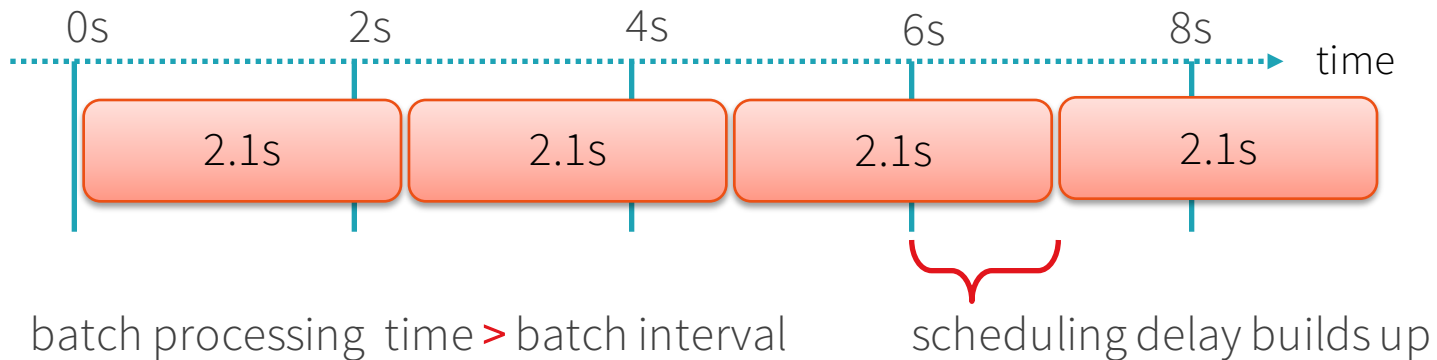 0s 2s 4s 6s 8s
time
2.1s 2.1s 2.1s 2.1s
batch processing time > batch interval
scheduling delay builds up